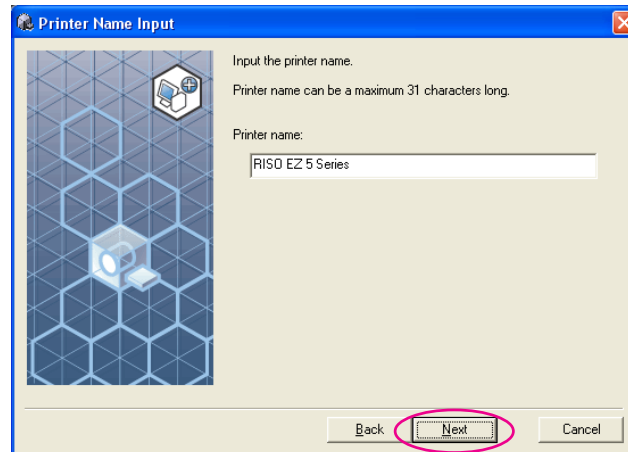 Printer Name Input
Input the printer name.
Printer name can be a maximum 31 characters long.
Printer name:
RISO EZ 5 Series
Back
Next
Cancel